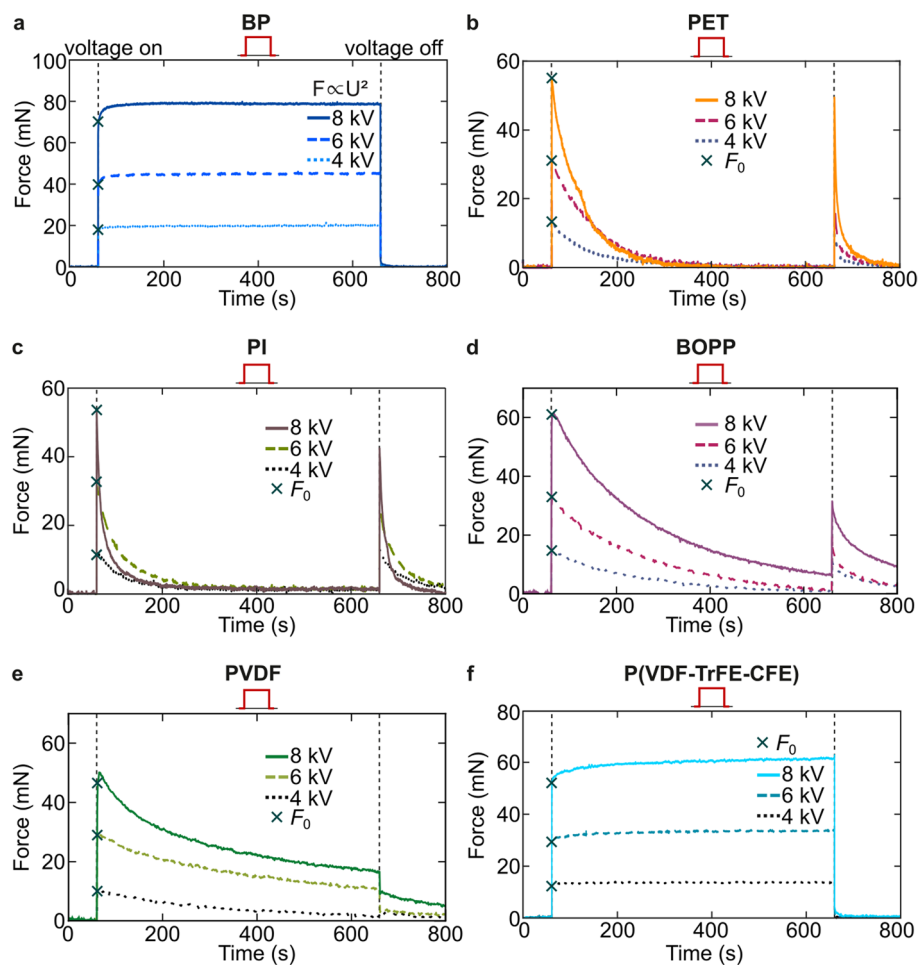 a
BP
voltage on
voltage off
F∝U²
8 kV
6 kV
4 kV
Force (mN)
100
80
60
40
20
0
0 200 400 600 800
Time (s)
b
PET
8 kV
6 kV
4 kV
F₀
Force (mN)
60
40
20
0
0 200 400 600 800
Time (s)
c
PI
8 kV
6 kV
4 kV
F₀
Force (mN)
60
40
20
0
0 200 400 600 800
Time (s)
d
BOPP
8 kV
6 kV
4 kV
F₀
Force (mN)
60
40
20
0
0 200 400 600 800
Time (s)
e
PVDF
8 kV
6 kV
4 kV
F₀
Force (mN)
60
40
20
0
0 200 400 600 800
Time (s)
f
P(VDF-TrFE-CFE)
F₀
8 kV
6 kV
4 kV
Force (mN)
80
60
40
20
0
0 200 400 600 800
Time (s)